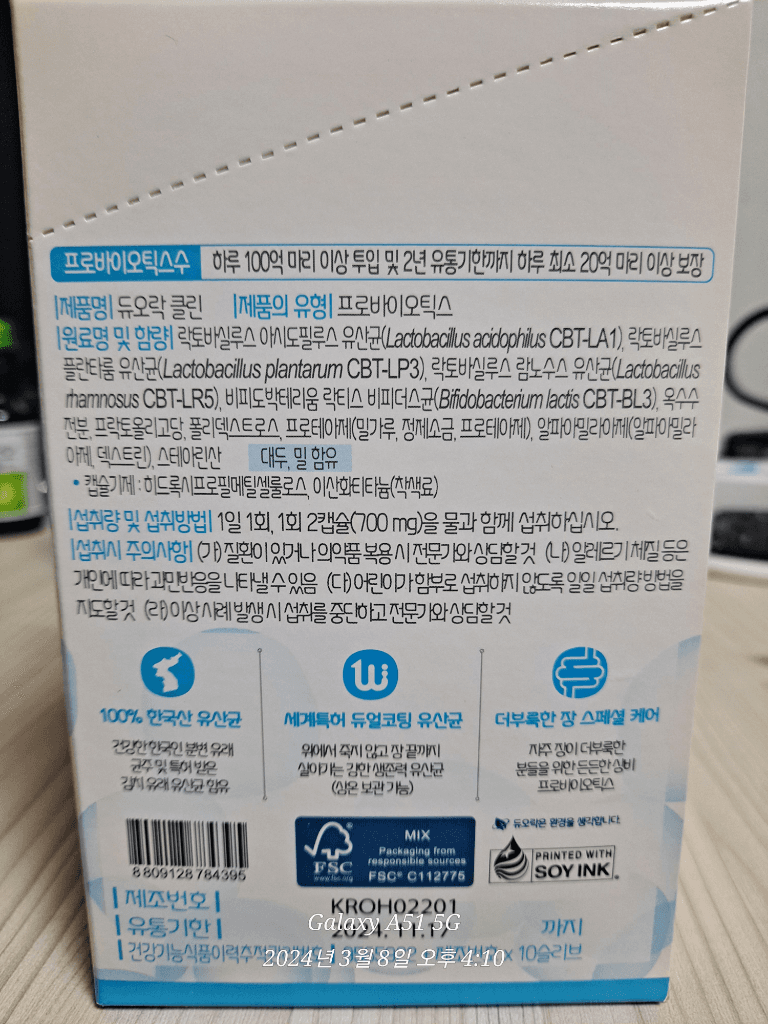 프로바이오틱스수 하루 100억 마리 이상 투입 및 2년 유통기한까지 하루 최소 20억 마리 이상 보장
|제품명| 듀오락 클린 |제품의 유형| 프로바이오틱스
|원료명 및 함량| 락토바실루스 아시도필루스 유산균(Lactobacillus acidophilus CBT-LA1), 락토바실루스
플란타룸 유산균(Lactobacillus plantarum CBT-LP3), 락토바실루스 람노수스 유산균(Lactobacillus
rhamnosus CBT-LR5), 비피도박테리움 락티스 비피더스균(Bifidobacterium lactis CBT-BL3), 옥수수
전분, 프락토올리고당, 폴리덱스트로스, 프로테아제(밀가루, 정제소금, 프로테아제), 알파아밀라아제(알파아밀라
아제, 덱스트린), 스테아린산 대두, 밀 함유
• 캡슐기제 : 히드록시프로필메틸셀룰로스, 이산화티타늄(착색료)
|섭취량 및 섭취방법| 1일 1회, 1회 2캡슐(700 mg)을 물과 함께 섭취하십시오.
|섭취시 주의사항| (가) 질환이 있거나 의약품 복용 시 전문가와 상담할 것 (나) 알레르기 체질 등은
개인에 따라 과민반응을 나타낼 수 있음 (다) 어린이가 함부로 섭취하지 않도록 일일 섭취량 방법을
지도할 것 (라) 이상 사례 발생 시 섭취를 중단하고 전문가와 상담할 것
100% 한국산 유산균
건강한 한국인 분변 유래
균주 및 특허 받은
김치 유래 유산균 함유
세계특허 듀얼코팅 유산균
위에서 죽지 않고 장 끝까지
살아가는 강한 생존력 유산균
(상온 보관 가능)
더부룩한 장 스페셜 케어
자주 장이 더부룩한
분들을 위한 든든한 장비
프로바이오틱스
8 809128 784395
FSC
www.fsc.org
MIX
Packaging from
responsible sources
FSC® C112775
듀오락은 환경을 생각합니다.
PRINTED WITH
SOY INK
|제조번호| KROH02201
|유통기한| 2024.11.17 까지
|건강기능식품이력추적관리번호| x 10슬리브
Galaxy A51 5G
2024년 3월 8일 오후 4:10